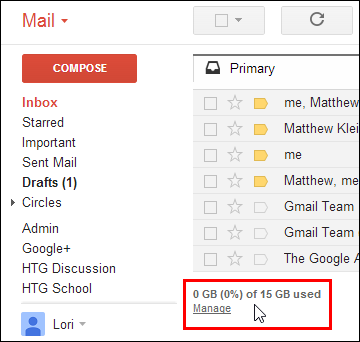 Mail
COMPOSE
Inbox
Starred
Important
Sent Mail
Drafts (1)
Circles
Admin
Google+
HTG Discussion
HTG School
Lori
Primary
me, Matthew
Matthew Klei
me
Matthew, me
Gmail Team
Gmail Team
The Google A
0 GB (0%) of 15 GB used
Manage